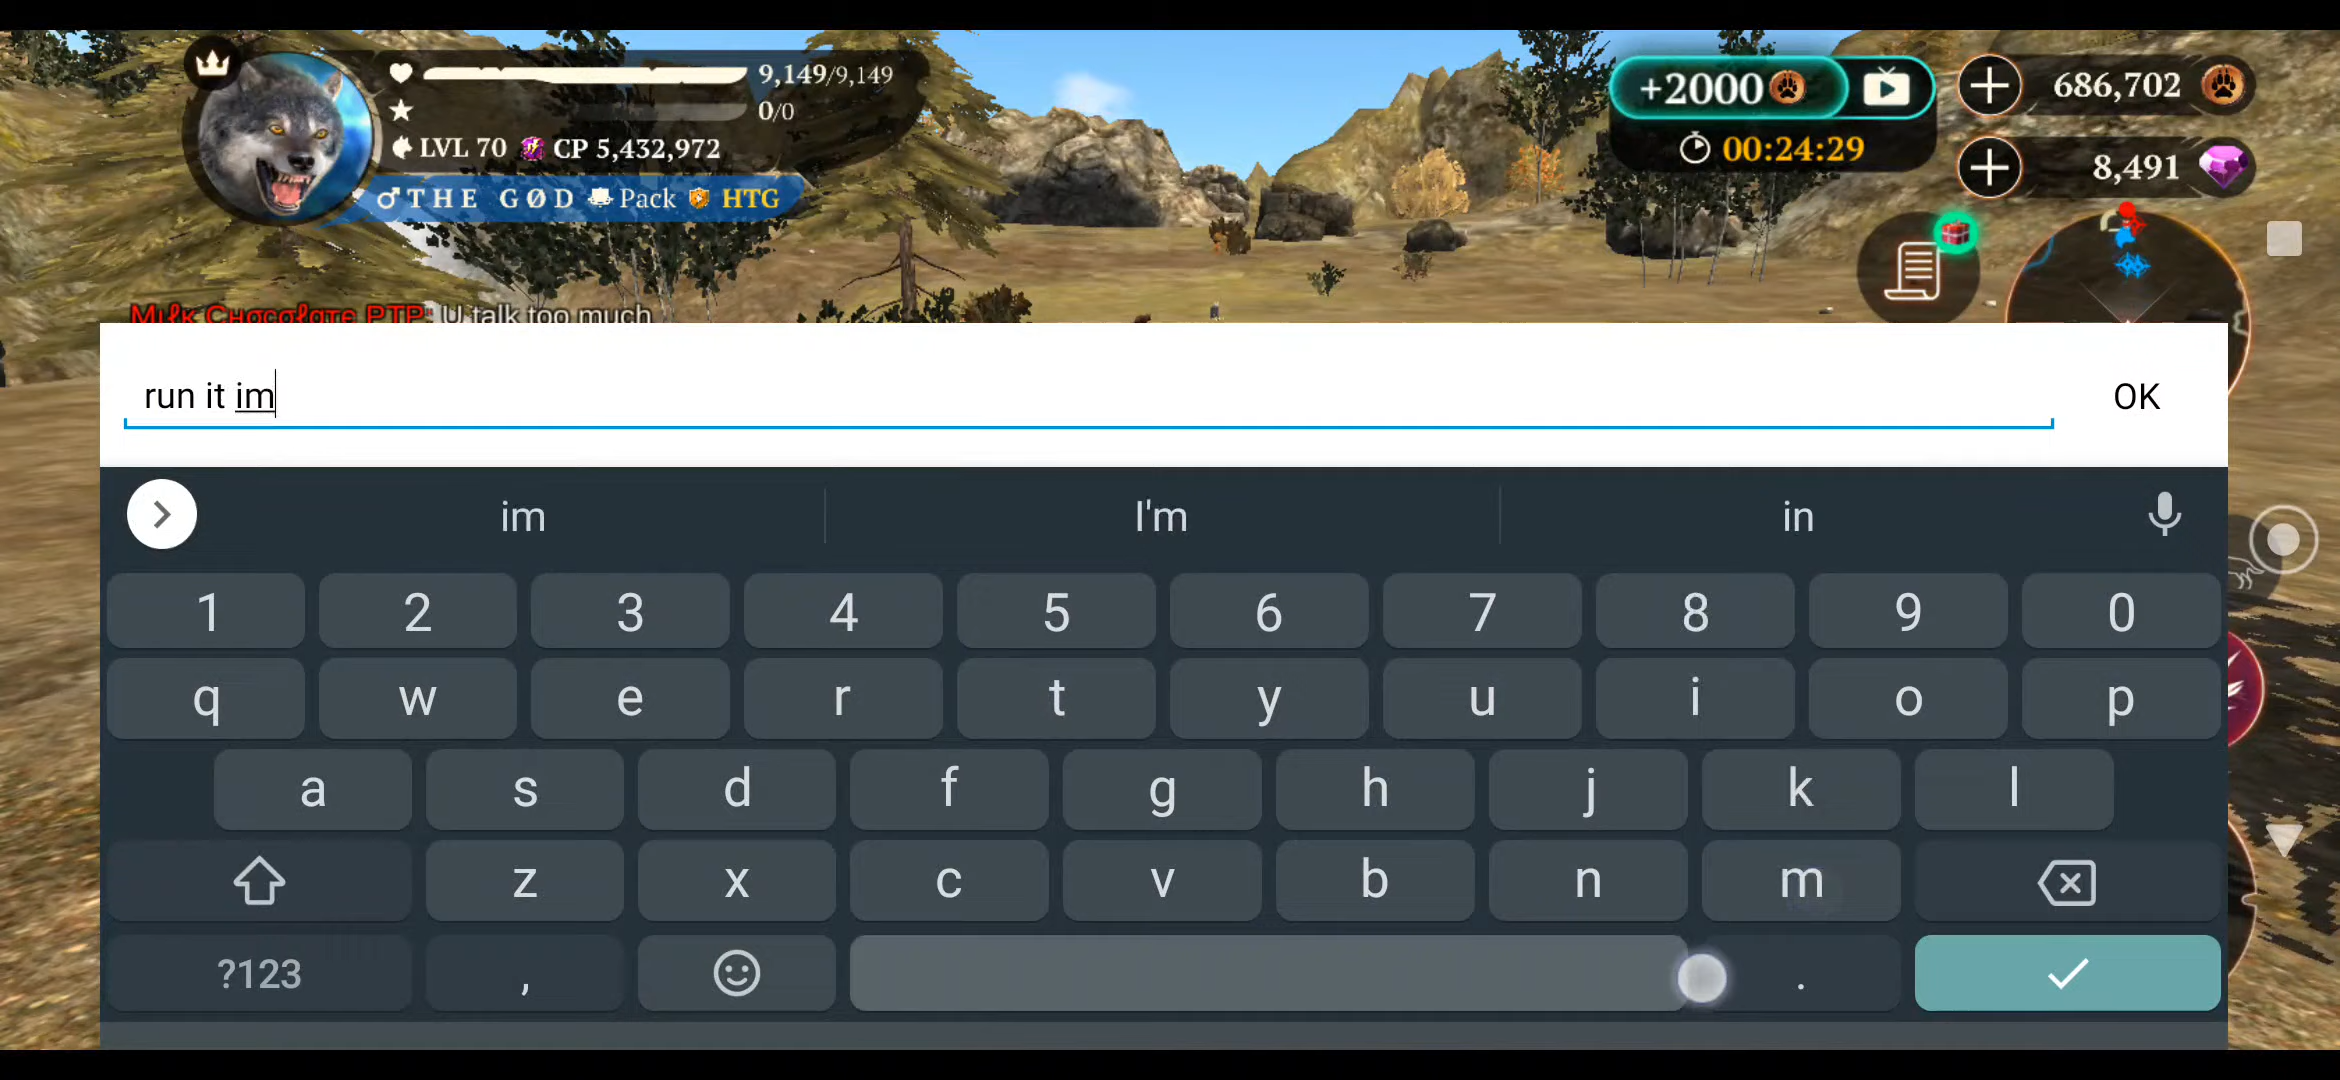 9,149/9,149
0/0
LVL 70 CP 5,432,972
♂THE GØD Pack HTG
+2000
00:24:29
686,702
8,491
Mιℓк Cнσcσℓαтe PTP: U talk too much
run it im
OK
im I'm in
1 2 3 4 5 6 7 8 9 0
q w e r t y u i o p
a s d f g h j k l
z x c v b n m
?123 , .